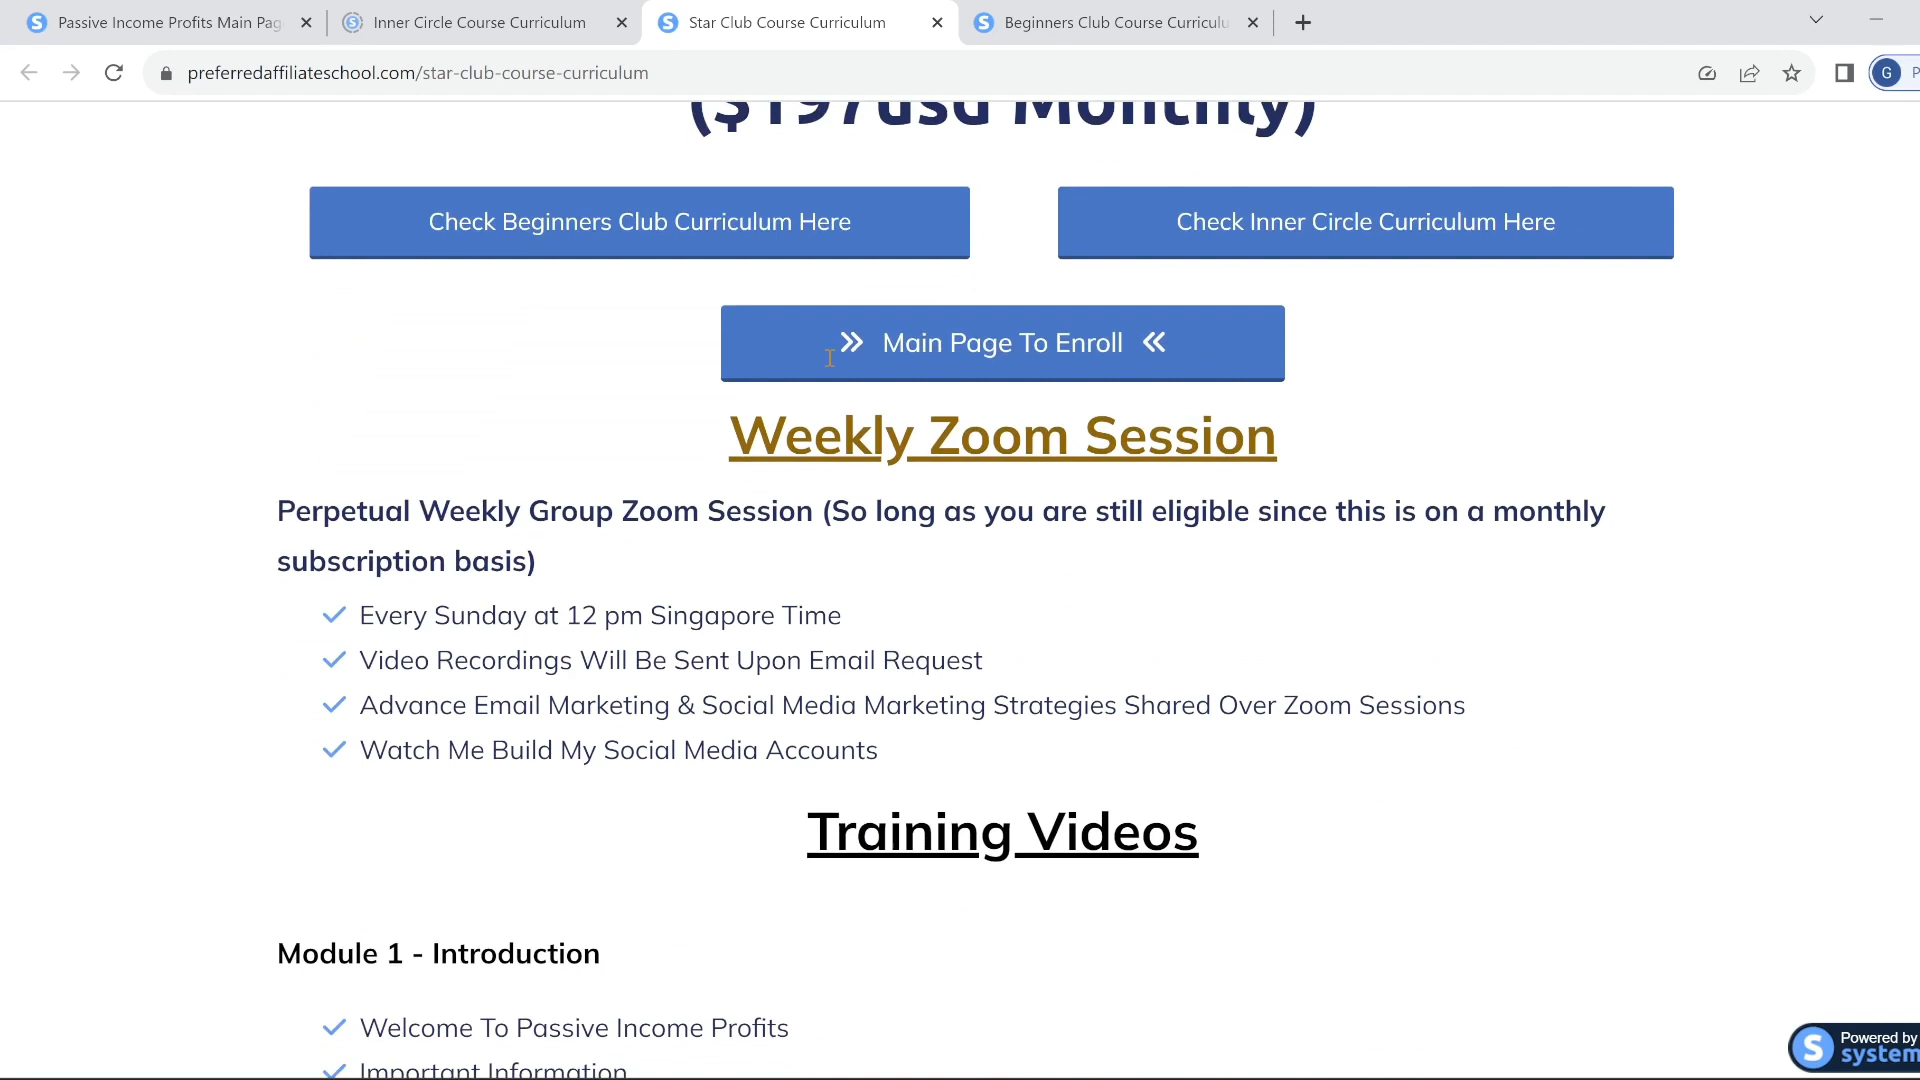 Passive Income Profits Main Pag
Inner Circle Course Curriculum
Star Club Course Curriculum
Beginners Club Course Curriculu
preferredaffiliateschool.com/star-club-course-curriculum
G
P
($197usd Monthly)
Check Beginners Club Curriculum Here
Check Inner Circle Curriculum Here
Main Page To Enroll
Weekly Zoom Session
Perpetual Weekly Group Zoom Session (So long as you are still eligible since this is on a monthly
subscription basis)
Every Sunday at 12 pm Singapore Time
Video Recordings Will Be Sent Upon Email Request
Advance Email Marketing & Social Media Marketing Strategies Shared Over Zoom Sessions
Watch Me Build My Social Media Accounts
Training Videos
Module 1 - Introduction
Welcome To Passive Income Profits
Important Information
Powered by
system